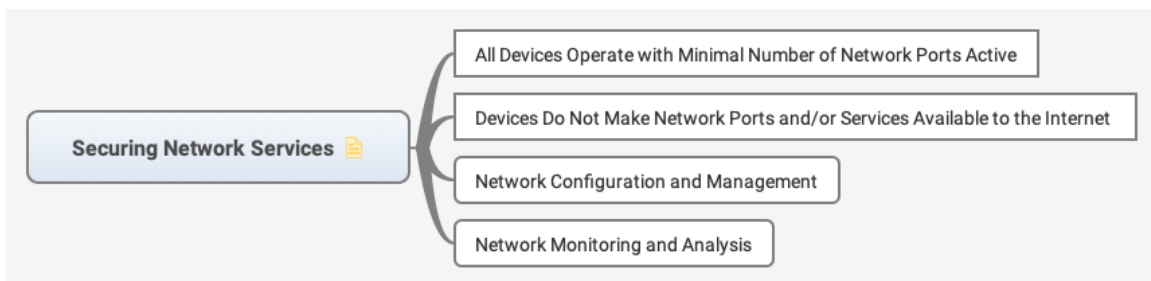 All Devices Operate with Minimal Number of Network Ports Active
Devices Do Not Make Network Ports and/or Services Available to the Internet
Securing Network Services
Network Configuration and Management
Network Monitoring and Analysis